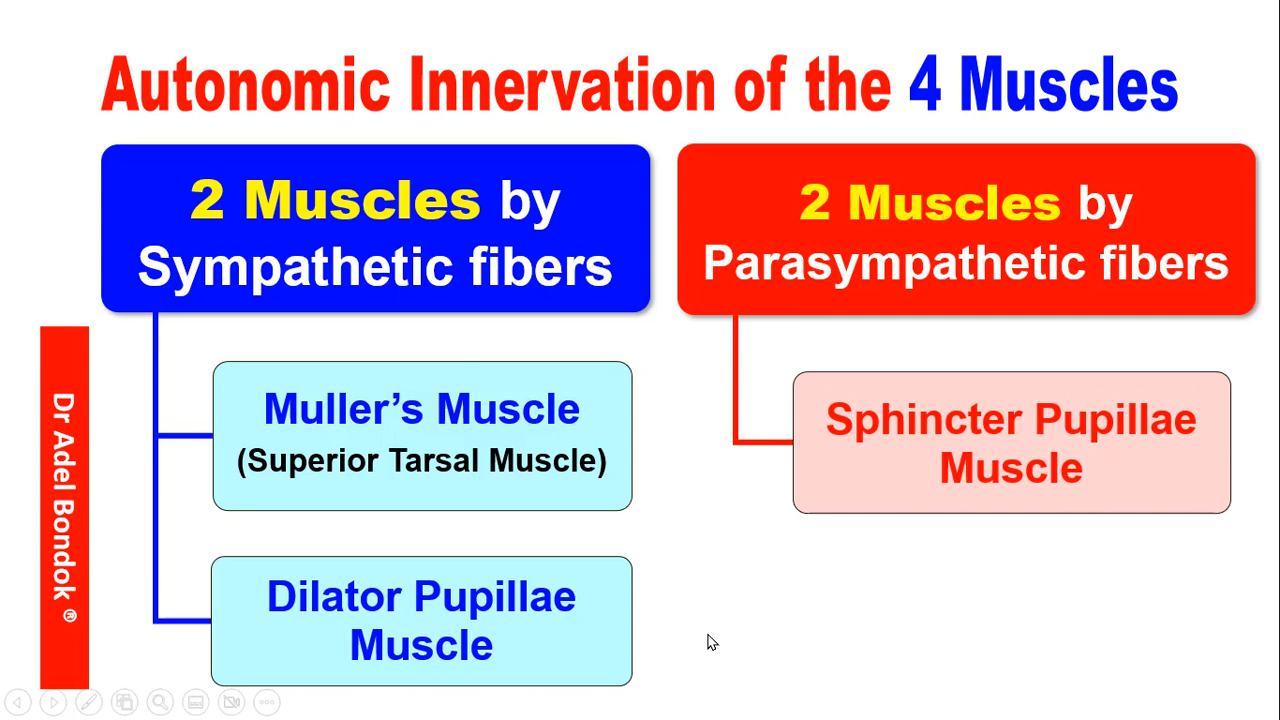 Autonomic Innervation of the 4 Muscles
2 Muscles by
Sympathetic fibers
2 Muscles by
Parasympathetic fibers
Muller’s Muscle
(Superior Tarsal Muscle)
Dilator Pupillae
Muscle
Sphincter Pupillae
Muscle
Dr Adel Bondok ®